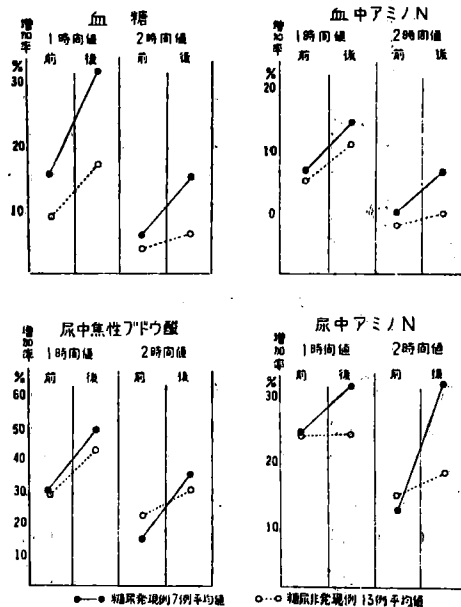 血糖
増加率
1時間値 2時間値
% 前 後 前 後
30
20
10
血中アミノN
増加率
1時間値 2時間値
% 前 後 前 後
20
10
0
尿中焦性ブドウ酸
増加率
1時間値 2時間値
% 前 後 前 後
60
50
40
30
20
10
尿中アミノN
増加率
1時間値 2時間値
% 前 後 前 後
30
20
10
糖尿発現例7例平均値 糖尿非発現例13例平均値